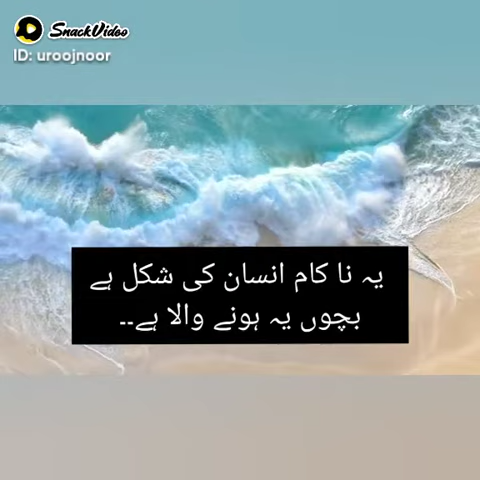 SnackVideo
ID: uroojnoor
یہ نا کام انسان کی شکل ہے
بچوں یہ ہونے والا ہے۔۔